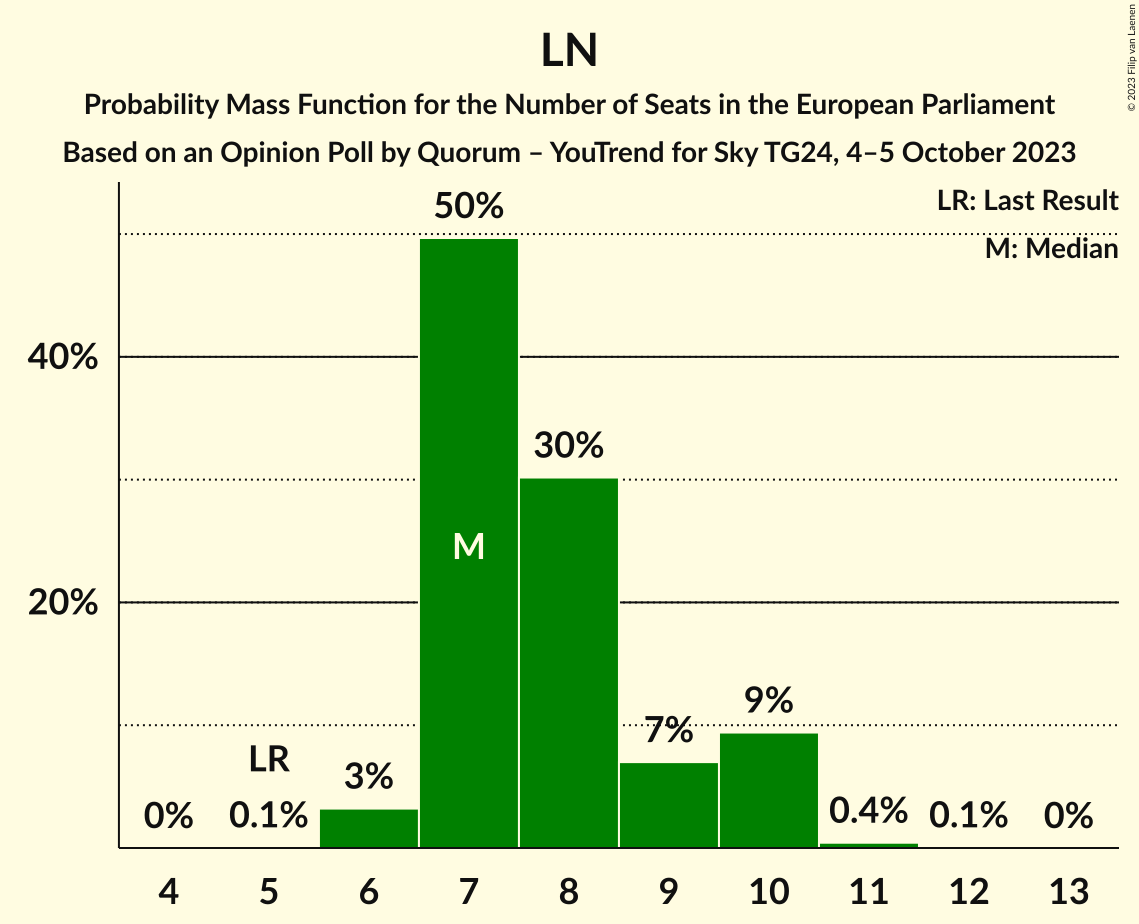 LN
Probability Mass Function for the Number of Seats in the European Parliament
Based on an Opinion Poll by Quorum – YouTrend for Sky TG24, 4–5 October 2023
© 2023 Filip van Laenen
LR: Last Result
M: Median
50%
40%
30%
M
20%
9%
7%
LR
3%
0% 0.1% 0.4% 0.1% 0%
4 5 6 7 8 9 10 11 12 13